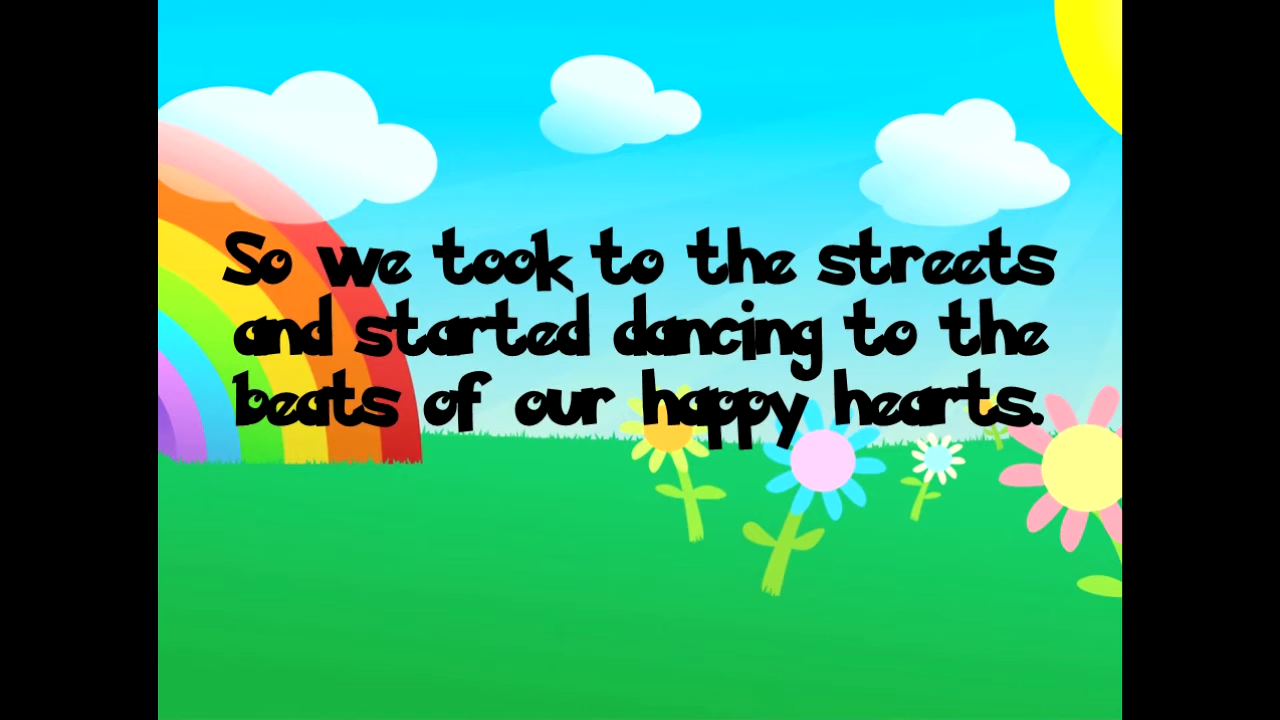 So we took to the streets
and started dancing to the
beats of our happy hearts.